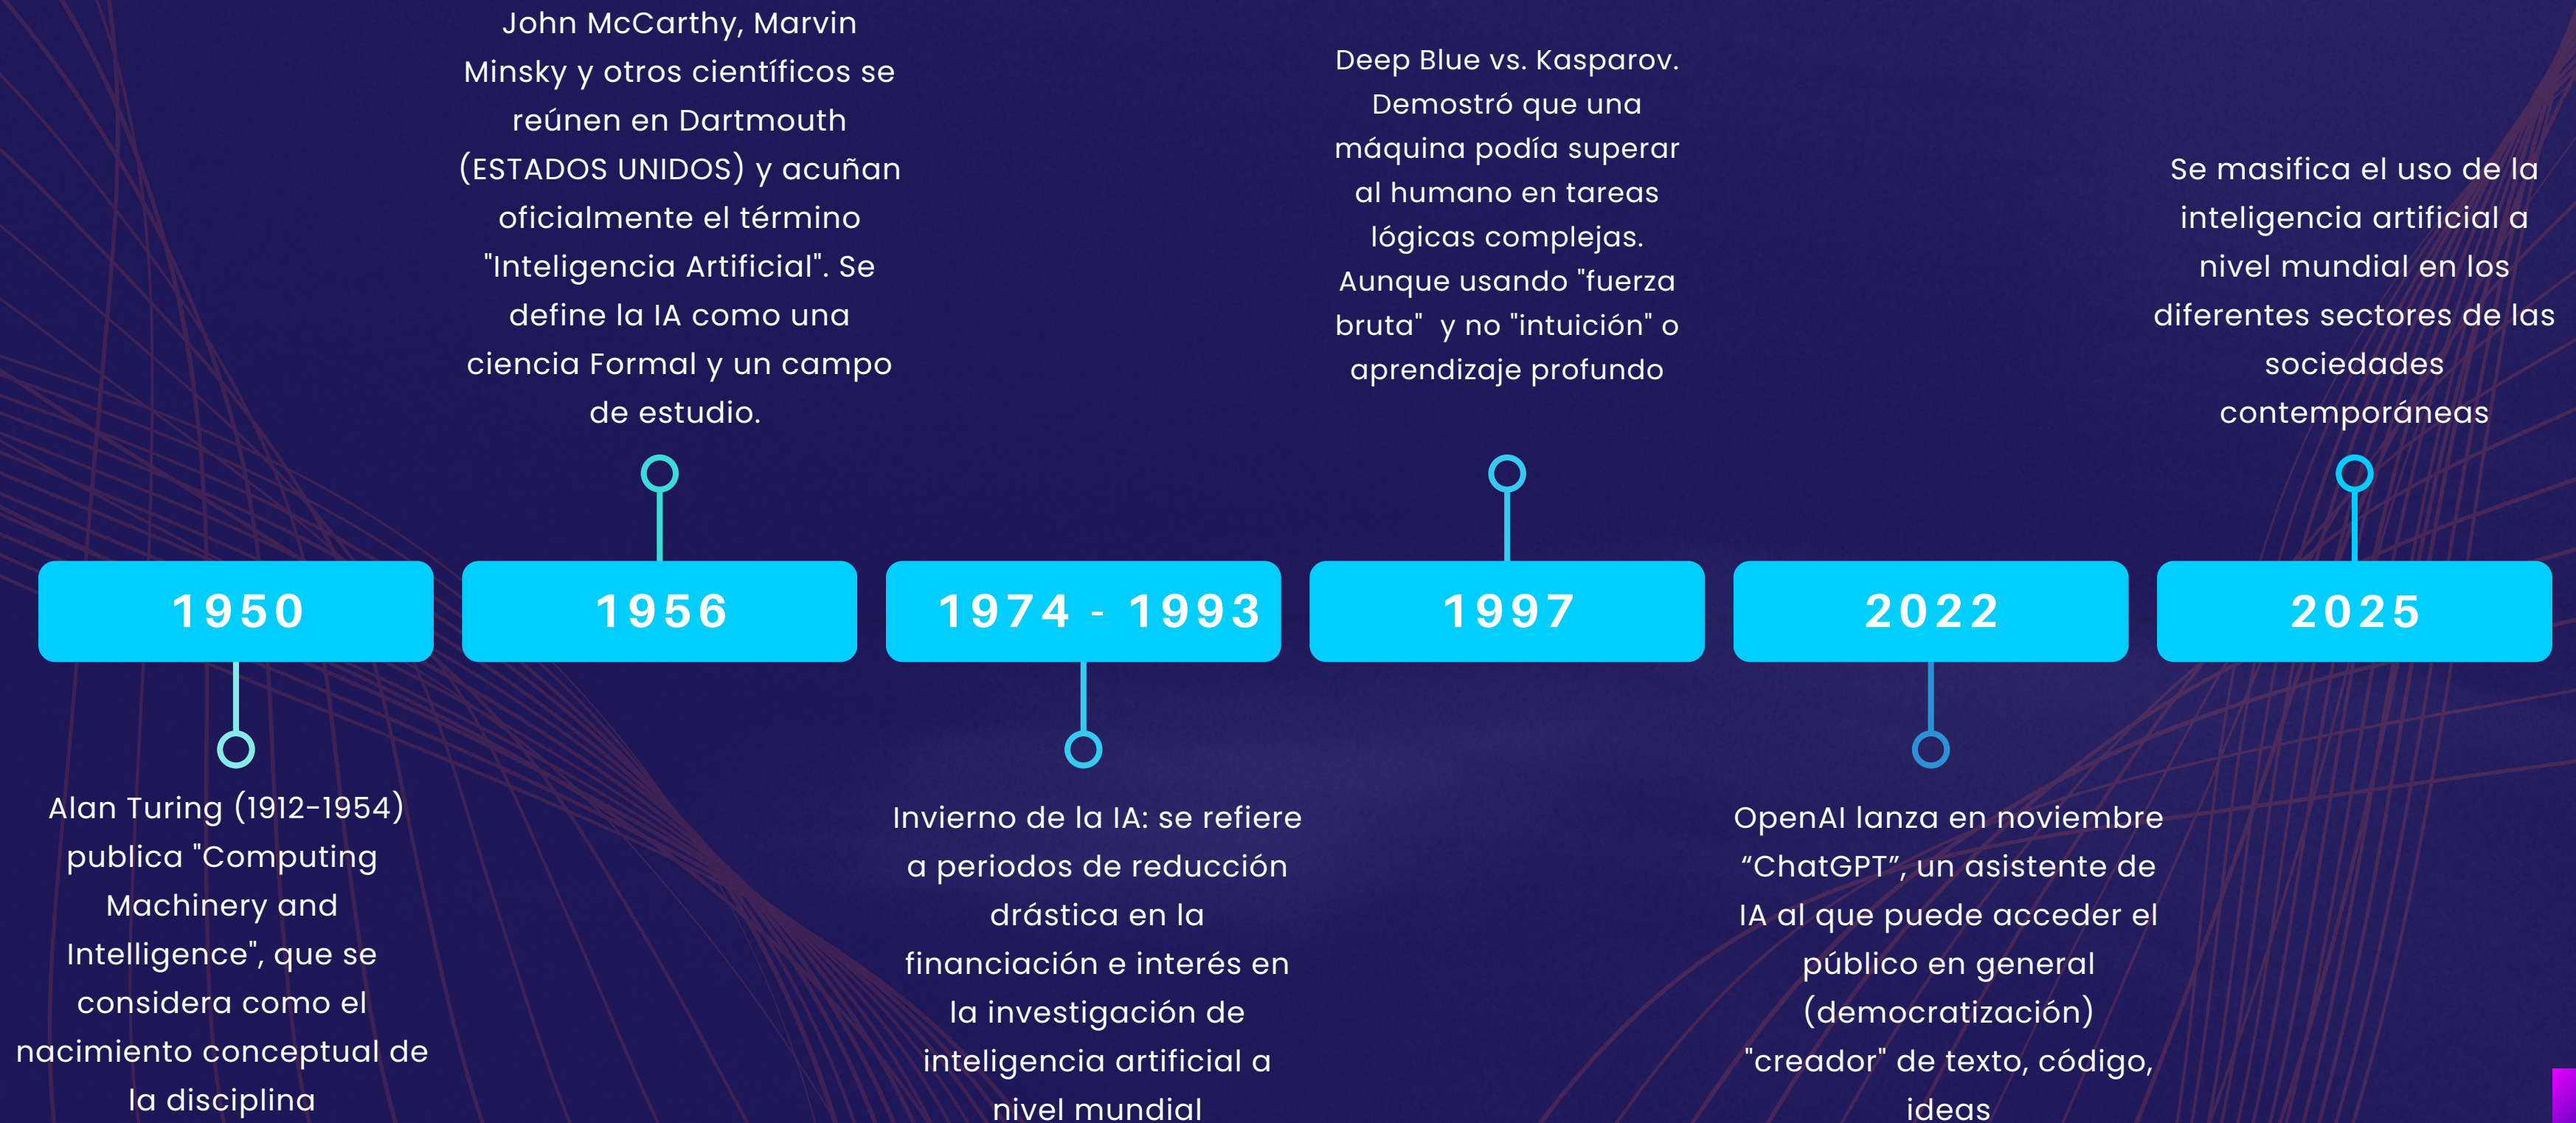 John McCarthy, Marvin
Minsky y otros científicos se
reúnen en Dartmouth
(ESTADOS UNIDOS) y acuñan
oficialmente el término
"Inteligencia Artificial". Se
define la IA como una
ciencia Formal y un campo
de estudio.
Deep Blue vs. Kasparov.
Demostró que una
máquina podía superar
al humano en tareas
lógicas complejas.
Aunque usando "fuerza
bruta"  y no "intuición" o
aprendizaje profundo
Se masifica el uso de la
inteligencia artificial a
nivel mundial en los
diferentes sectores de las
sociedades
contemporáneas
1950
1956
1974 - 1993
1997
2022
2025
Alan Turing (1912-1954)
publica "Computing
Machinery and
Intelligence", que se
considera como el
nacimiento conceptual de
la disciplina
Invierno de la IA: se refiere
a periodos de reducción
drástica en la
financiación e interés en
la investigación de
inteligencia artificial a
nivel mundial
OpenAI lanza en noviembre
“ChatGPT”, un asistente de
IA al que puede acceder el
público en general
(democratización)
"creador" de texto, código,
ideas